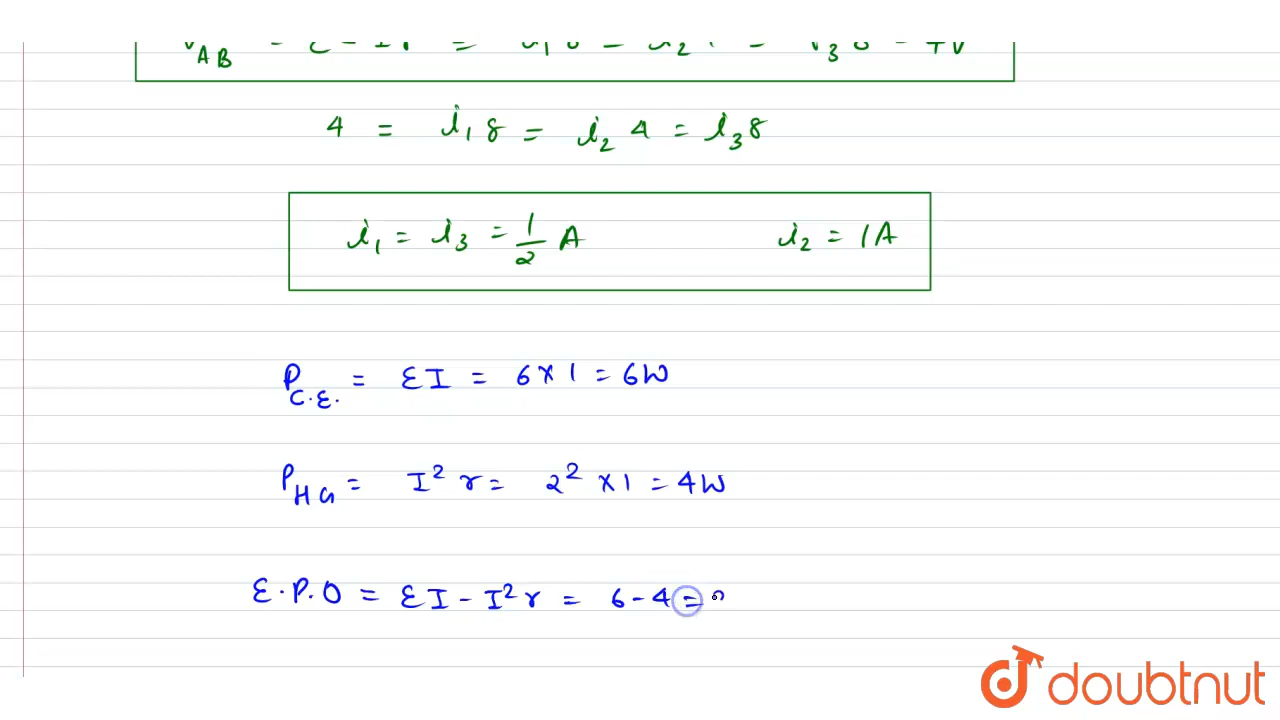 4 = i₁ 8 = i₂ 4 = i₃ 8
i₁ = i₃ = 1/2 A i₂ = 1A
P_C.E. = εI = 6 × 1 = 6W
P_HG = I² r = 2² × 1 = 4W
E.P.O = εI - I² r = 6 - 4 =
doubtnut